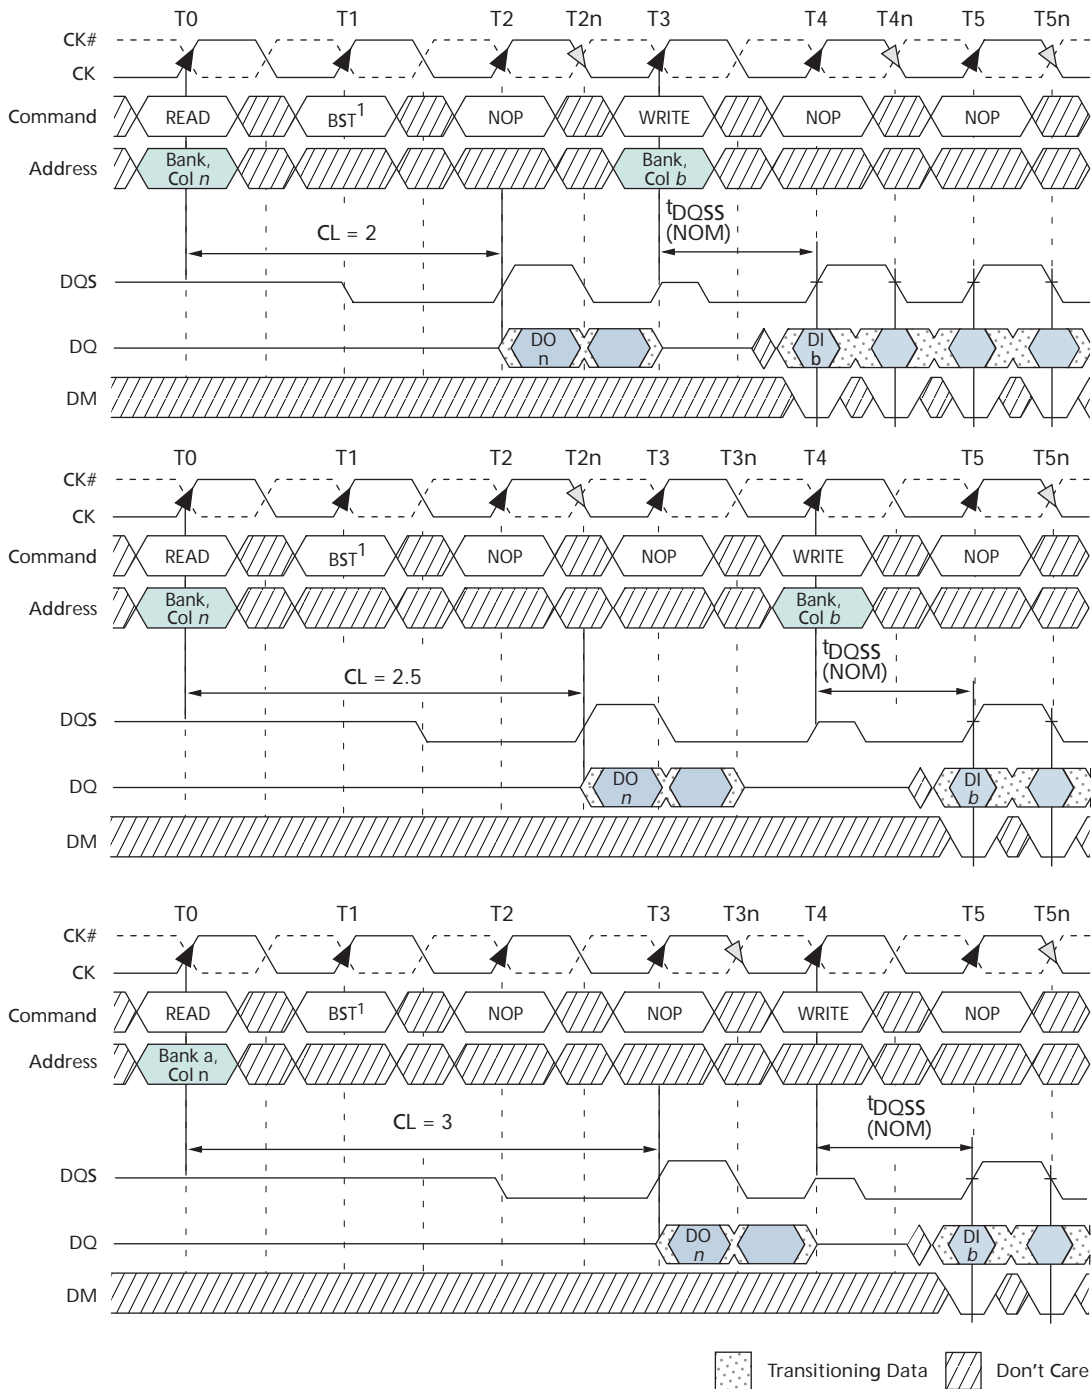 T0 T1 T2 T2n T3 T4 T4n T5 T5n
CK#
CK
Command READ BST1 NOP WRITE NOP NOP
Address Bank, Col n Bank, Col b
CL = 2 tDQSS (NOM)
DQS
DQ DO n DI b
DM
T0 T1 T2 T2n T3 T3n T4 T5 T5n
CK#
CK
Command READ BST1 NOP NOP WRITE NOP
Address Bank, Col n Bank, Col b
CL = 2.5 tDQSS (NOM)
DQS
DQ DO n DI b
DM
T0 T1 T2 T3 T3n T4 T5 T5n
CK#
CK
Command READ BST1 NOP NOP WRITE NOP
Address Bank a, Col n
CL = 3 tDQSS (NOM)
DQS
DQ DO n DI b
DM
Transitioning Data Don't Care